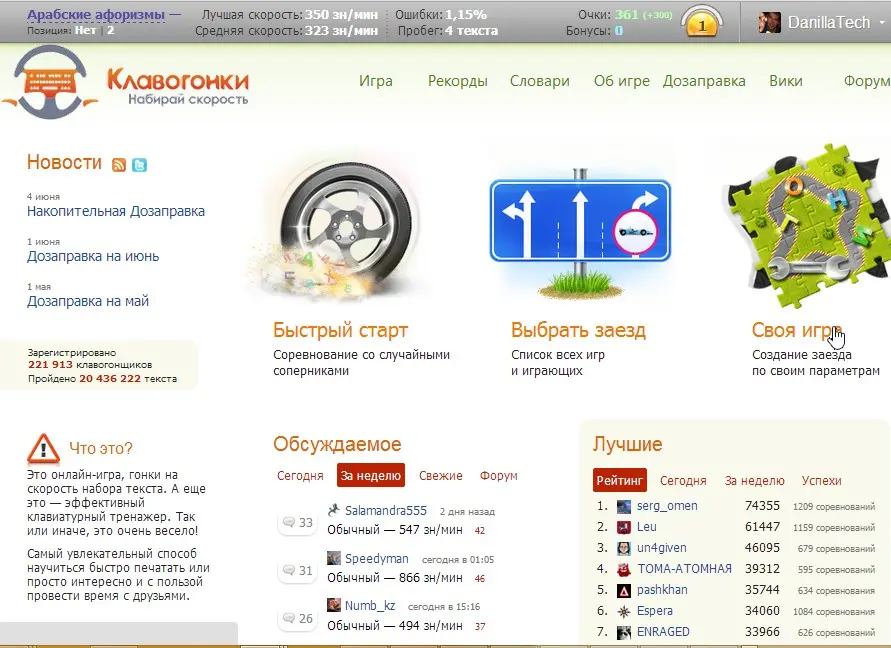 Арабские афоризмы —
Позиция: Нет | 2
Лучшая скорость: 350 зн/мин
Средняя скорость: 323 зн/мин
Ошибки: 1,15%
Пробег: 4 текста
Очки: 361 (+300)
Бонусы: 0
1
DanillaTech
Клавогонки
Набирай скорость
Игра Рекорды Словари Об игре Дозаправка Вики Форум
Новости
4 июня
Накопительная Дозаправка
1 июня
Дозаправка на июнь
1 мая
Дозаправка на май
Зарегистрировано
221 913 клавогонщиков
Пройдено 20 436 222 текста
Быстрый старт
Соревнование со случайными
соперниками
Выбрать заезд
Список всех игр
и играющих
Своя игра
Создание заезда
по своим параметрам
Что это?
Это онлайн-игра, гонки на
скорость набора текста. А еще
это — эффективный
клавиатурный тренажер. Так
или иначе, это очень весело!
Самый увлекательный способ
научиться быстро печатать или
просто интересно и с пользой
провести время с друзьями.
Обсуждаемое
Сегодня За неделю Свежие Форум
33 Salamandra555 2 дня назад
Обычный — 547 зн/мин 42
31 Speedyman сегодня в 01:05
Обычный — 866 зн/мин 46
26 Numb_kz сегодня в 15:16
Обычный — 494 зн/мин 37
Лучшие
Рейтинг Сегодня За неделю Успехи
1. serg_omen 74355 1209 соревнований
2. Leu 61447 1159 соревнований
3. un4given 46095 679 соревнований
4. ТОМА-АТОМНАЯ 39312 595 соревнований
5. pashkhan 35744 634 соревнования
6. Espera 34060 1084 соревнования
7. ENRAGED 33966 626 соревнований